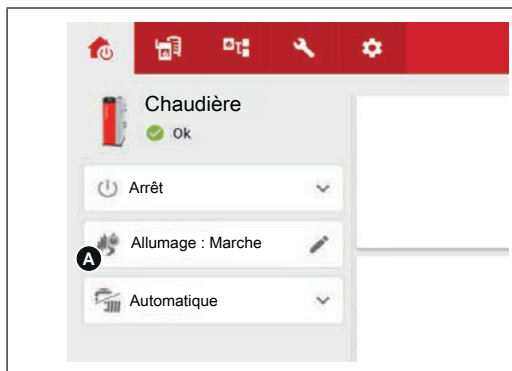 Chaudière
Ok
Arrêt
Allumage : Marche
A
Automatique